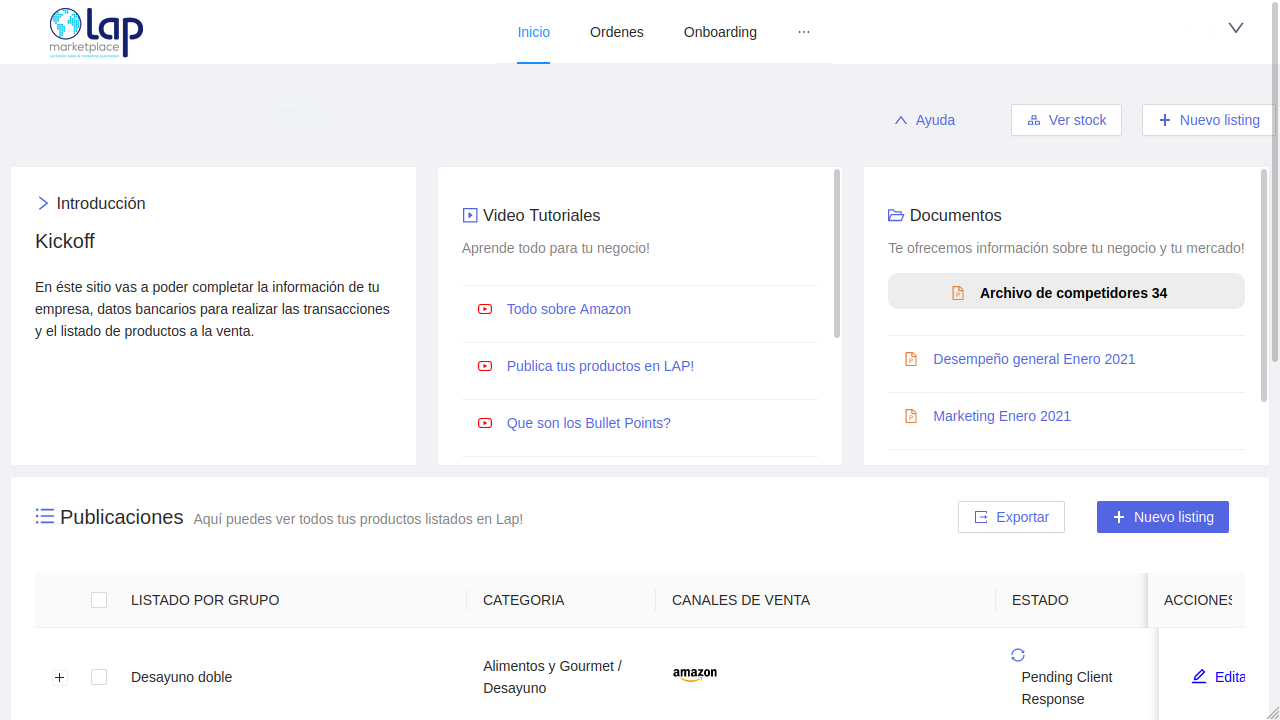 Lap
marketplace
Inicio
Ordenes
Onboarding
···
Ayuda
Ver stock
Nuevo listing
Introducción
Kickoff
En éste sitio vas a poder completar la información de tu
empresa, datos bancarios para realizar las transacciones
y el listado de productos a la venta.
Video Tutoriales
Aprende todo para tu negocio!
Todo sobre Amazon
Publica tus productos en LAP!
Que son los Bullet Points?
Documentos
Te ofrecemos información sobre tu negocio y tu mercado!
Archivo de competidores 34
Desempeño general Enero 2021
Marketing Enero 2021
Publicaciones Aquí puedes ver todos tus productos listados en Lap!
Exportar
Nuevo listing
LISTADO POR GRUPO
CATEGORIA
CANALES DE VENTA
ESTADO
ACCIONES
Desayuno doble
Alimentos y Gourmet /
Desayuno
amazon
Pending Client
Response
Edita